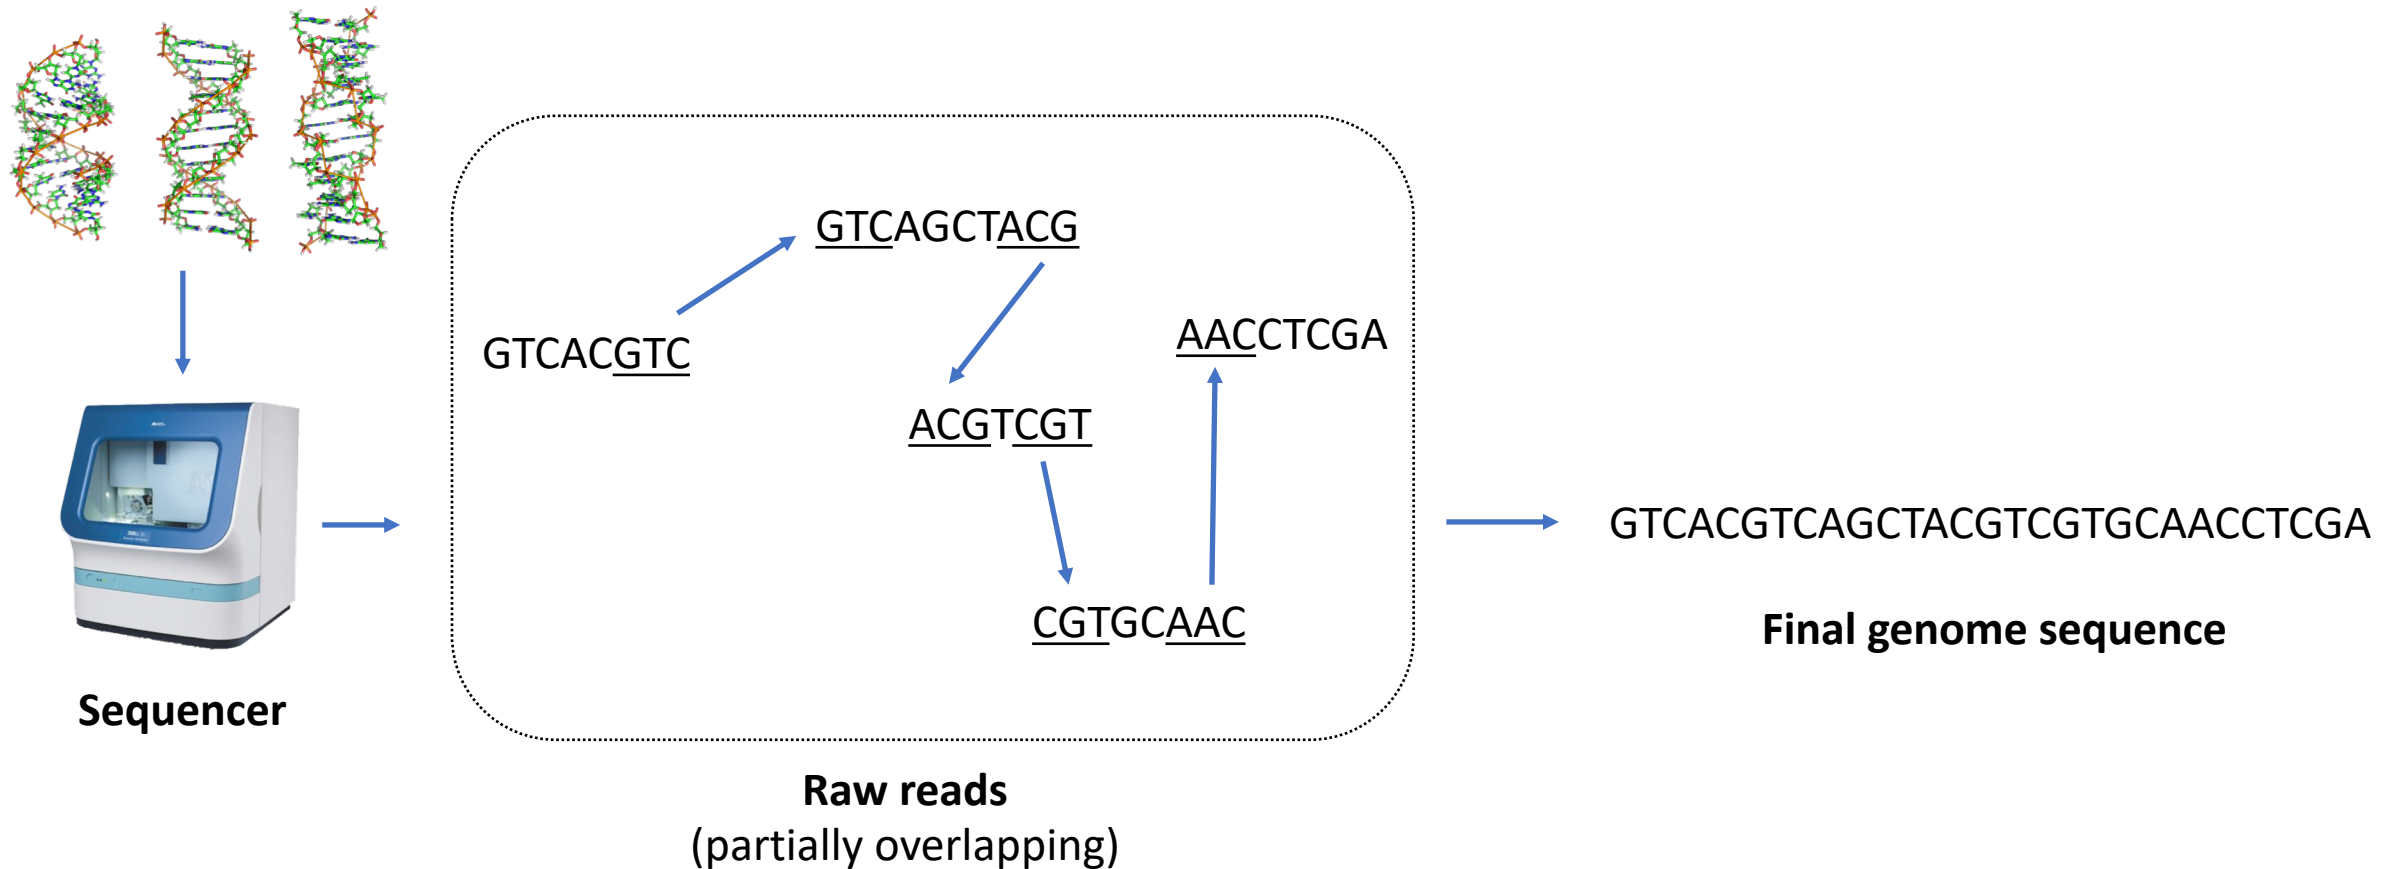 GTCAGCTACG
GTCACGTC
AACCTCGA
ACGTCGT
CGTGCAAC
GTCACGTCAGCTACGTCGTGCAACCTCGA
Final genome sequence
Sequencer
Raw reads
(partially overlapping)